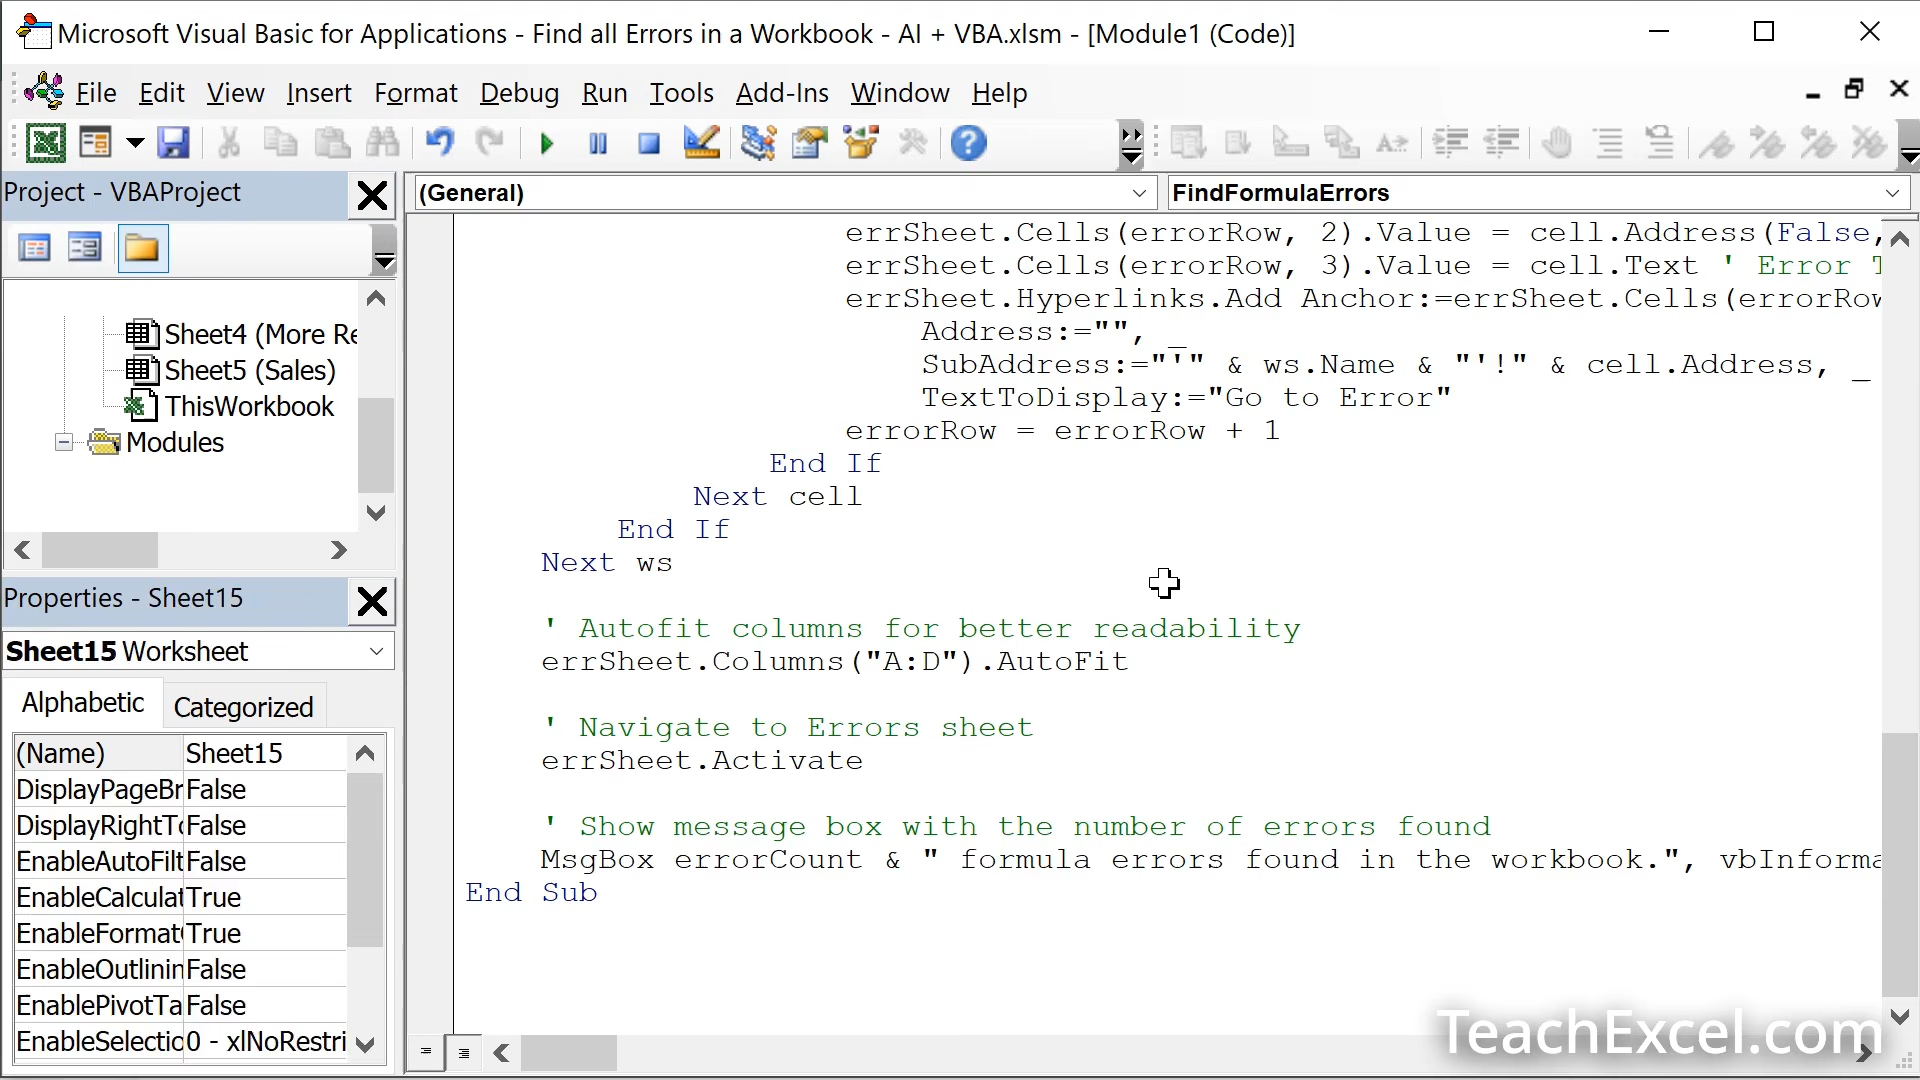 Microsoft Visual Basic for Applications - Find all Errors in a Workbook - AI + VBA.xlsm - [Module1 (Code)]
File Edit View Insert Format Debug Run Tools Add-Ins Window Help
Project - VBAProject
(General)
FindFormulaErrors
Sheet4 (More Re
Sheet5 (Sales)
ThisWorkbook
Modules
Properties - Sheet15
Sheet15 Worksheet
Alphabetic Categorized
(Name) Sheet15
DisplayPageBr False
DisplayRightTo False
EnableAutoFilt False
EnableCalculat True
EnableFormat True
EnableOutlinin False
EnablePivotTa False
EnableSelectio 0 - xlNoRestri
errSheet.Cells(errorRow, 2).Value = cell.Address(False,
errSheet.Cells(errorRow, 3).Value = cell.Text ' Error T
errSheet.Hyperlinks.Add Anchor:=errSheet.Cells(errorRow
Address:="", _
SubAddress:="'" & ws.Name & "'!" & cell.Address, _
TextToDisplay:="Go to Error"
errorRow = errorRow + 1
End If
Next cell
End If
Next ws
' Autofit columns for better readability
errSheet.Columns("A:D").AutoFit
' Navigate to Errors sheet
errSheet.Activate
' Show message box with the number of errors found
MsgBox errorCount & " formula errors found in the workbook.", vbInforma
End Sub
TeachExcel.com